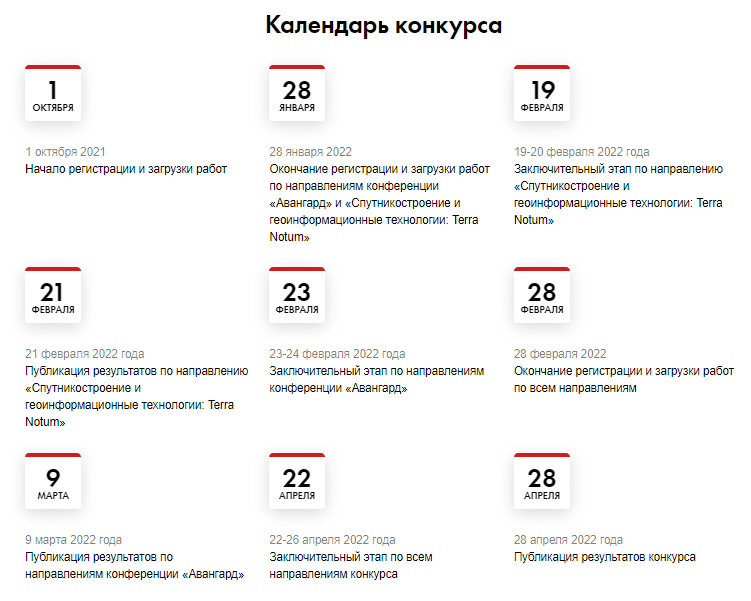 Календарь конкурса
1
ОКТЯБРЯ
1 октября 2021
Начало регистрации и загрузки работ
28
ЯНВАРЯ
28 января 2022
Окончание регистрации и загрузки работ
по направлениям конференции
«Авангард» и «Спутникостроение и
геоинформационные технологии: Terra
Notum»
19
ФЕВРАЛЯ
19-20 февраля 2022 года
Заключительный этап по направлению
«Спутникостроение и
геоинформационные технологии: Terra
Notum»
21
ФЕВРАЛЯ
21 февраля 2022 года
Публикация результатов по направлению
«Спутникостроение и
геоинформационные технологии: Terra
Notum»
23
ФЕВРАЛЯ
23-24 февраля 2022 года
Заключительный этап по направлениям
конференции «Авангард»
28
ФЕВРАЛЯ
28 февраля 2022
Окончание регистрации и загрузки работ
по всем направлениям
9
МАРТА
9 марта 2022 года
Публикация результатов по
направлениям конференции «Авангард»
22
АПРЕЛЯ
22-26 апреля 2022 года
Заключительный этап по всем
направлениям конкурса
28
АПРЕЛЯ
28 апреля 2022 года
Публикация результатов конкурса